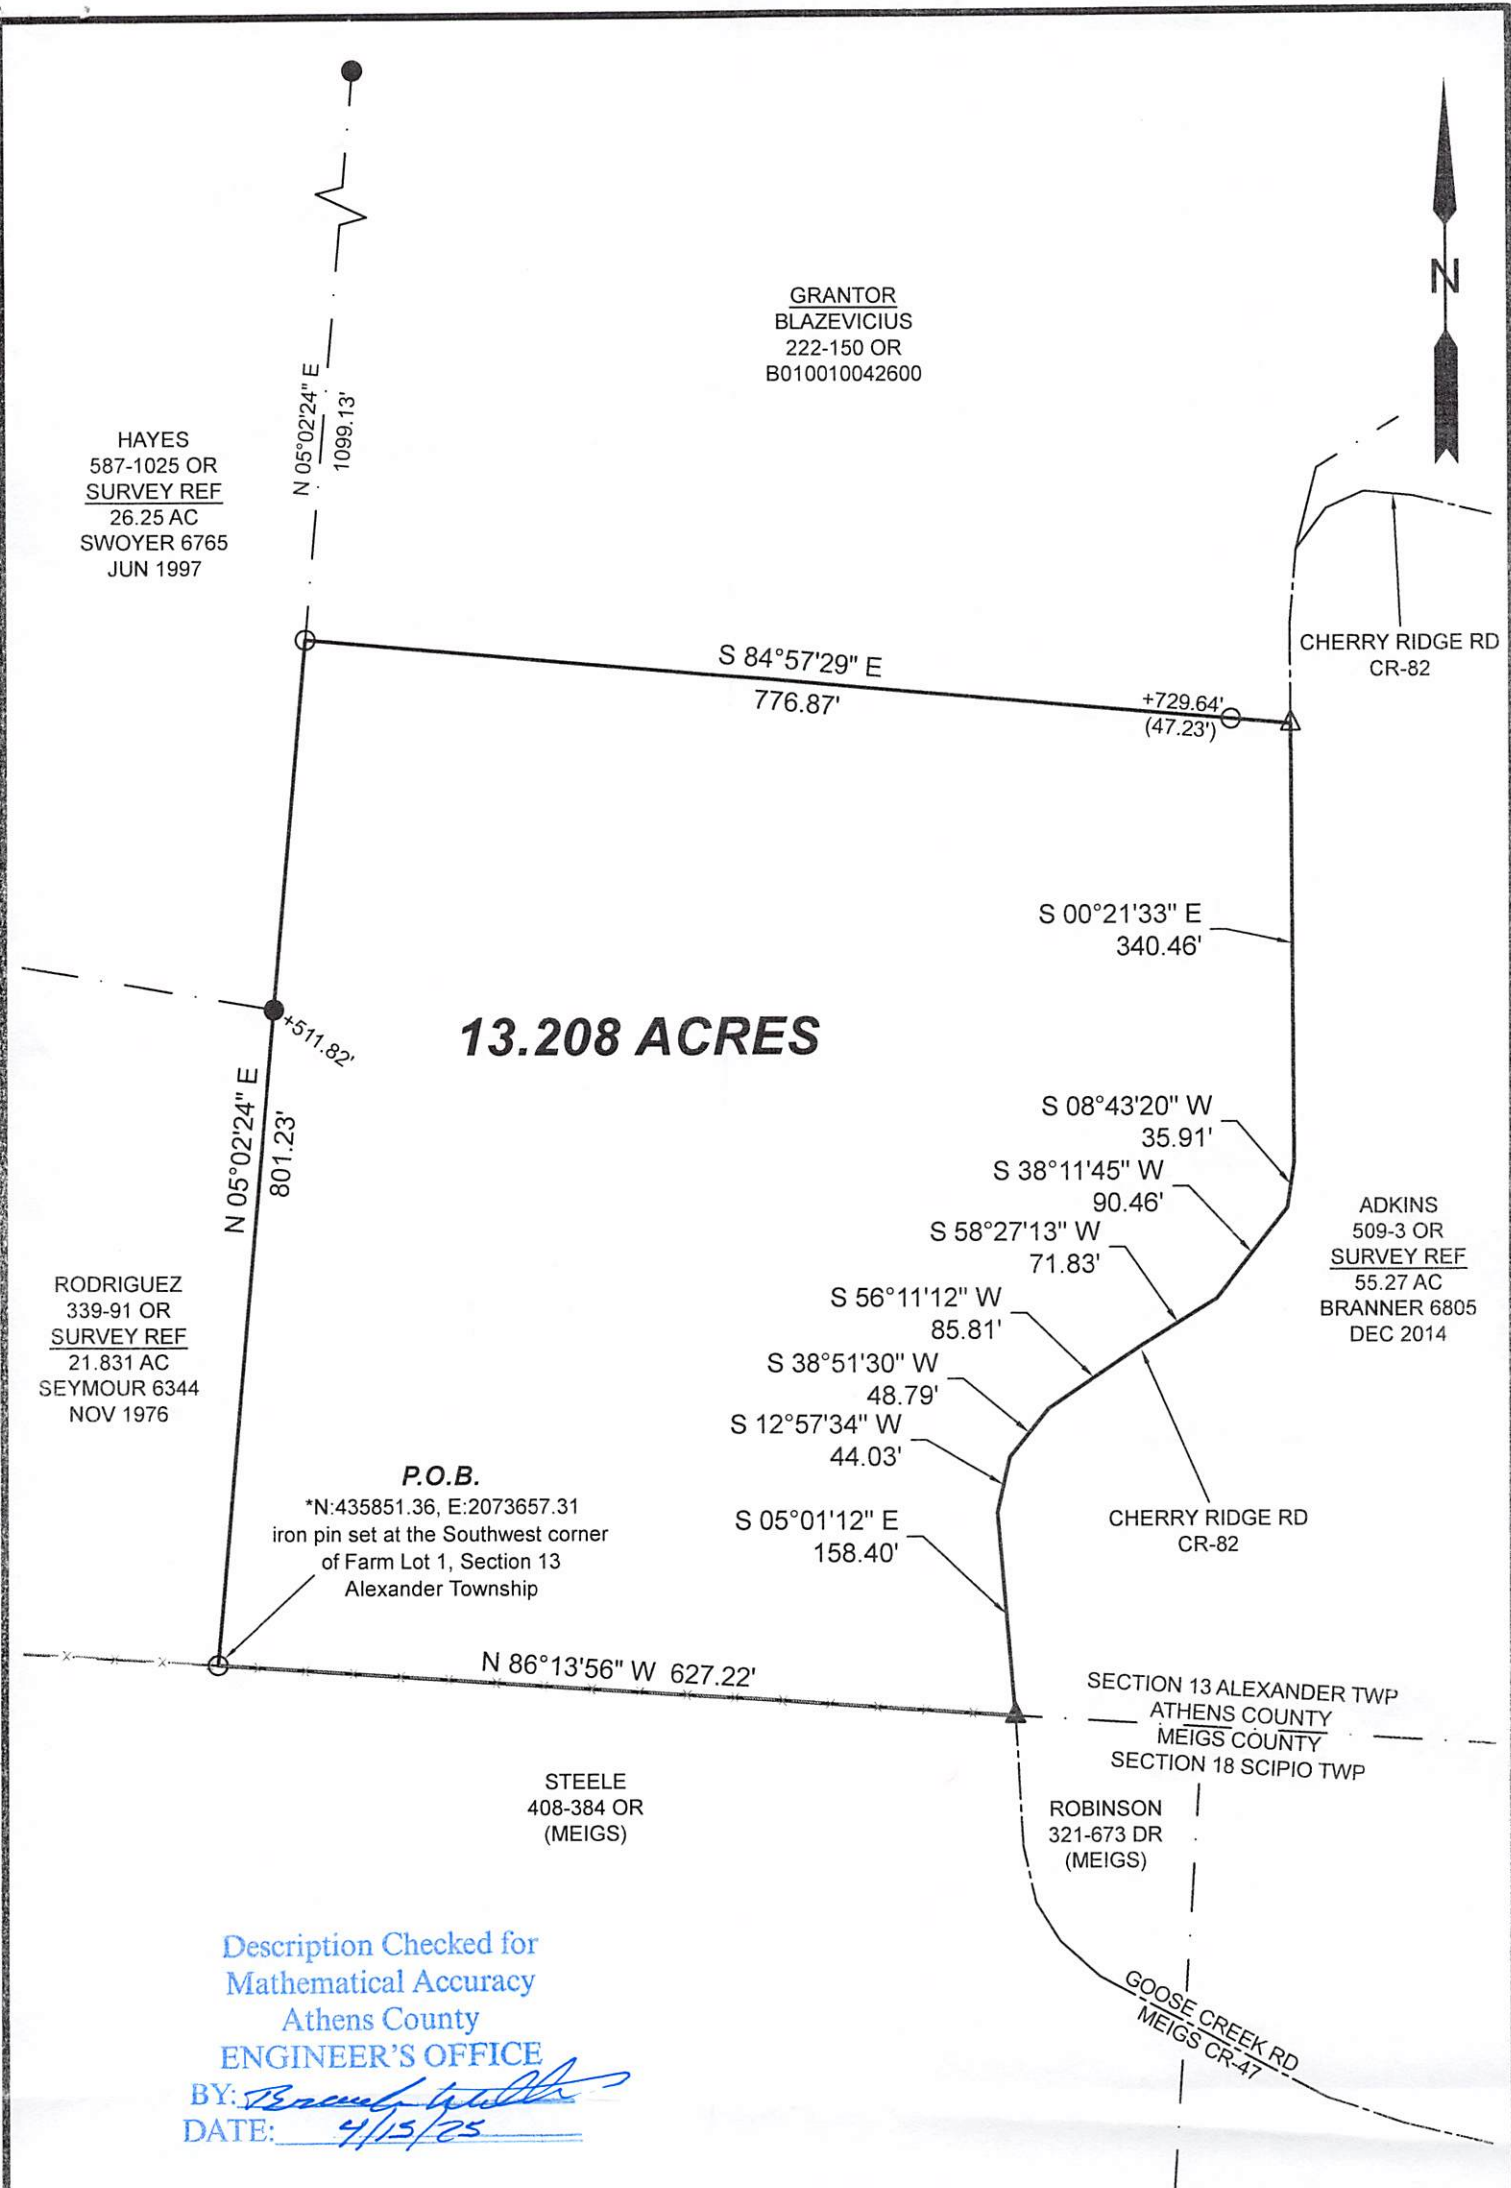 N
GRANTOR
BLAZEVICIUS
222-150 OR
B010010042600
N 05°02'24" E
1099.13'
HAYES
587-1025 OR
SURVEY REF
26.25 AC
SWOYER 6765
JUN 1997
CHERRY RIDGE RD
CR-82
S 84°57'29" E
776.87'
+729.64'
(47.23')
S 00°21'33" E
340.46'
+511.82'
13.208 ACRES
N 05°02'24" E
801.23'
S 08°43'20" W
35.91'
S 38°11'45" W
90.46'
S 58°27'13" W
71.83'
S 56°11'12" W
85.81'
S 38°51'30" W
48.79'
S 12°57'34" W
44.03'
S 05°01'12" E
158.40'
ADKINS
509-3 OR
SURVEY REF
55.27 AC
BRANNER 6805
DEC 2014
RODRIGUEZ
339-91 OR
SURVEY REF
21.831 AC
SEYMOUR 6344
NOV 1976
P.O.B.
*N:435851.36, E:2073657.31
iron pin set at the Southwest corner
of Farm Lot 1, Section 13
Alexander Township
CHERRY RIDGE RD
CR-82
N 86°13'56" W 627.22'
SECTION 13 ALEXANDER TWP
ATHENS COUNTY
MEIGS COUNTY
SECTION 18 SCIPIO TWP
STEELE
408-384 OR
(MEIGS)
ROBINSON
321-673 DR
(MEIGS)
GOOSE CREEK RD
MEIGS CR-47
Description Checked for
Mathematical Accuracy
Athens County
ENGINEER'S OFFICE
BY:
DATE: 4/15/25